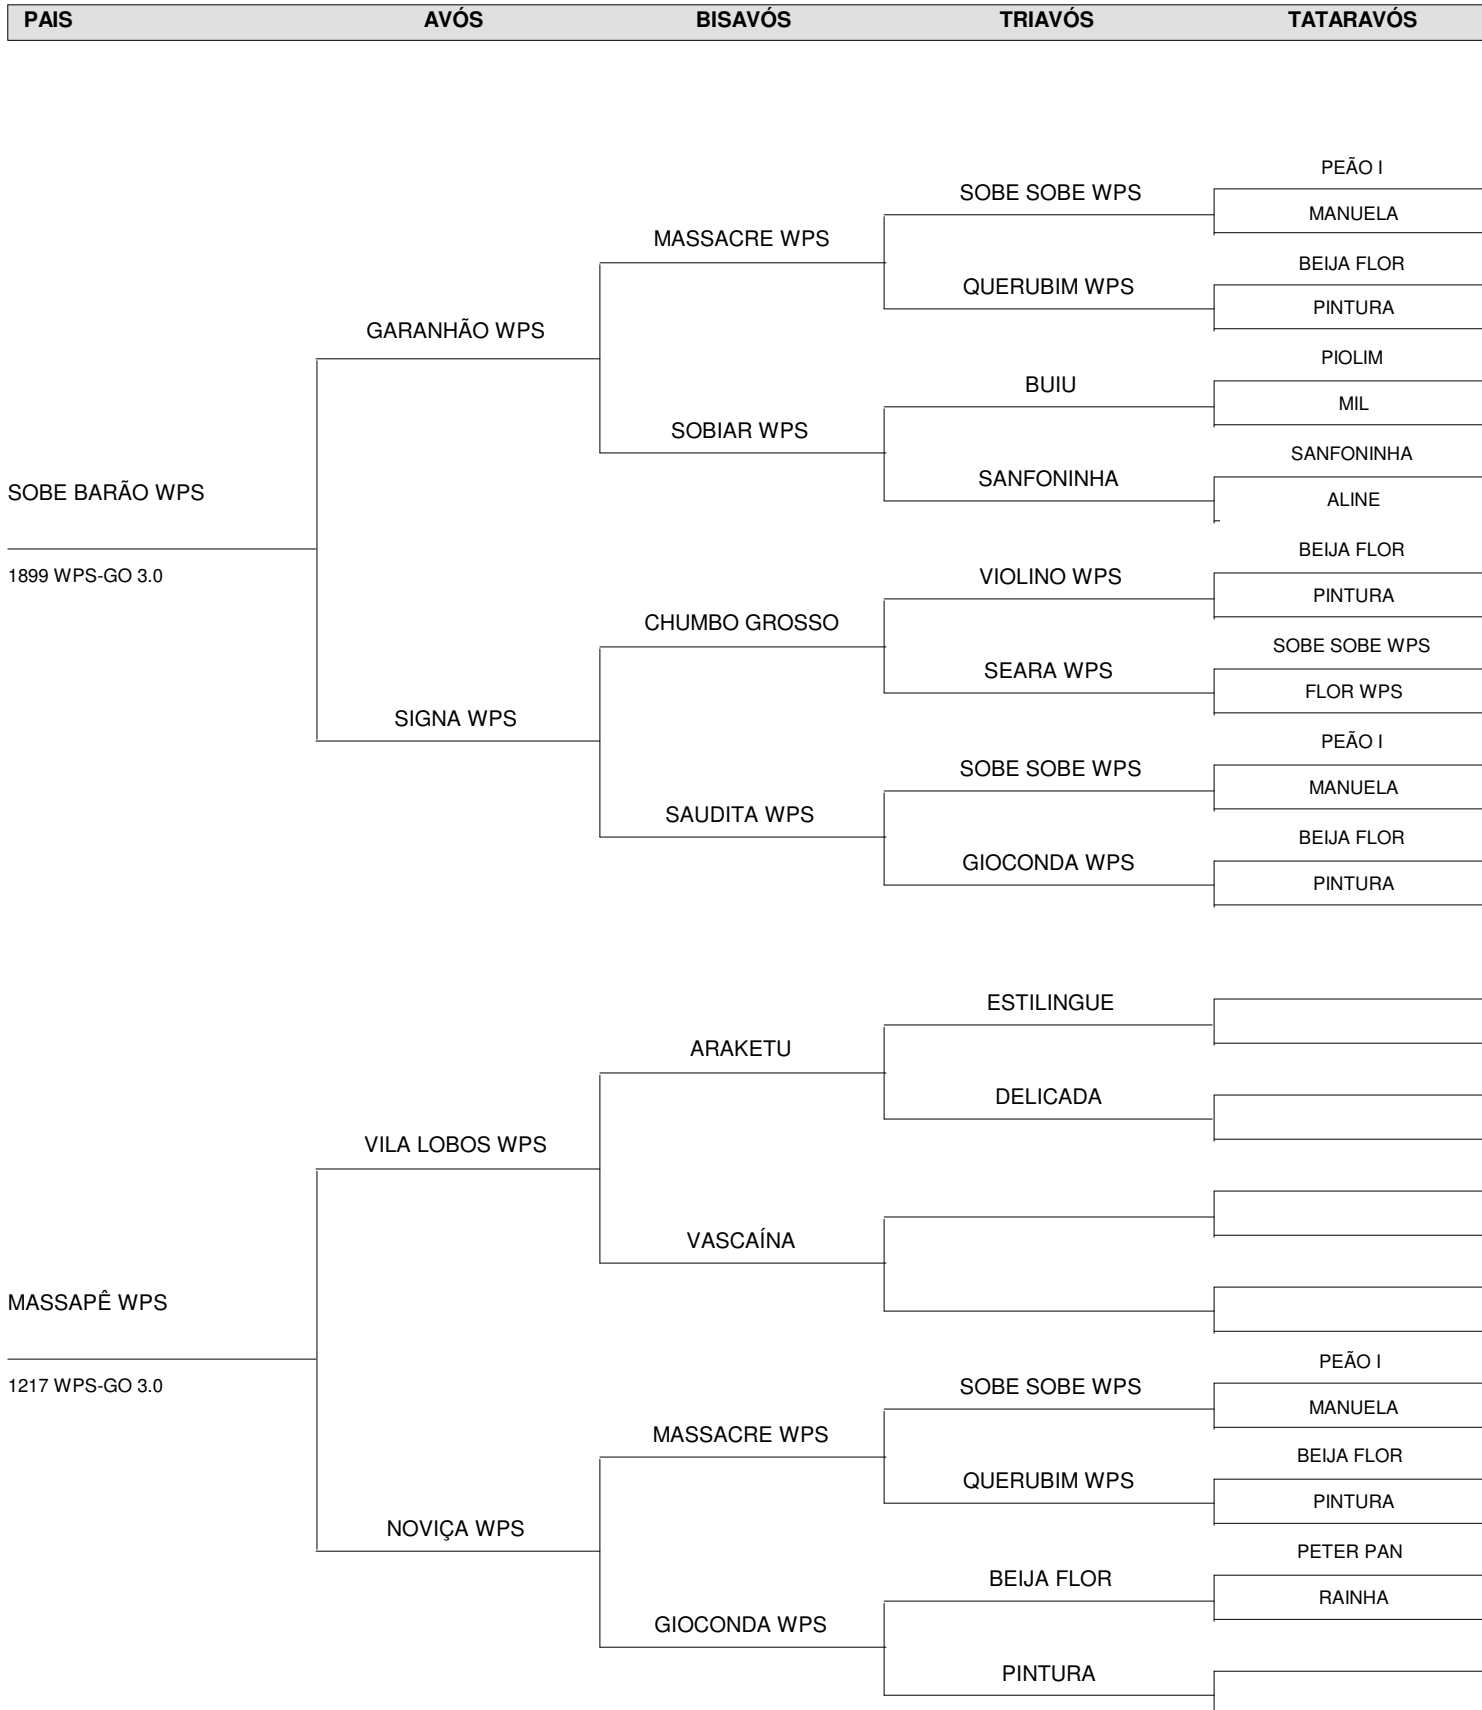 PAIS AVÓS BISAVÓS TRIAVÓS TATARAVÓS
PEÃO I
SOBE SOBE WPS
MANUELA
MASSACRE WPS
BEIJA FLOR
QUERUBIM WPS
PINTURA
GARANHÃO WPS
PIOLIM
BUIU
MIL
SOBIAR WPS
SANFONINHA
SANFONINHA
SOBE BARÃO WPS
ALINE
BEIJA FLOR
1899 WPS-GO 3.0
VIOLINO WPS
PINTURA
CHUMBO GROSSO
SOBE SOBE WPS
SEARA WPS
FLOR WPS
SIGNA WPS
PEÃO I
SOBE SOBE WPS
MANUELA
SAUDITA WPS
BEIJA FLOR
GIOCONDA WPS
PINTURA
ESTILINGUE
ARAKETU
DELICADA
VILA LOBOS WPS
VASCAÍNA
MASSAPÊ WPS
PEÃO I
1217 WPS-GO 3.0
SOBE SOBE WPS
MANUELA
MASSACRE WPS
BEIJA FLOR
QUERUBIM WPS
PINTURA
NOVIÇA WPS
PETER PAN
BEIJA FLOR
RAINHA
GIOCONDA WPS
PINTURA